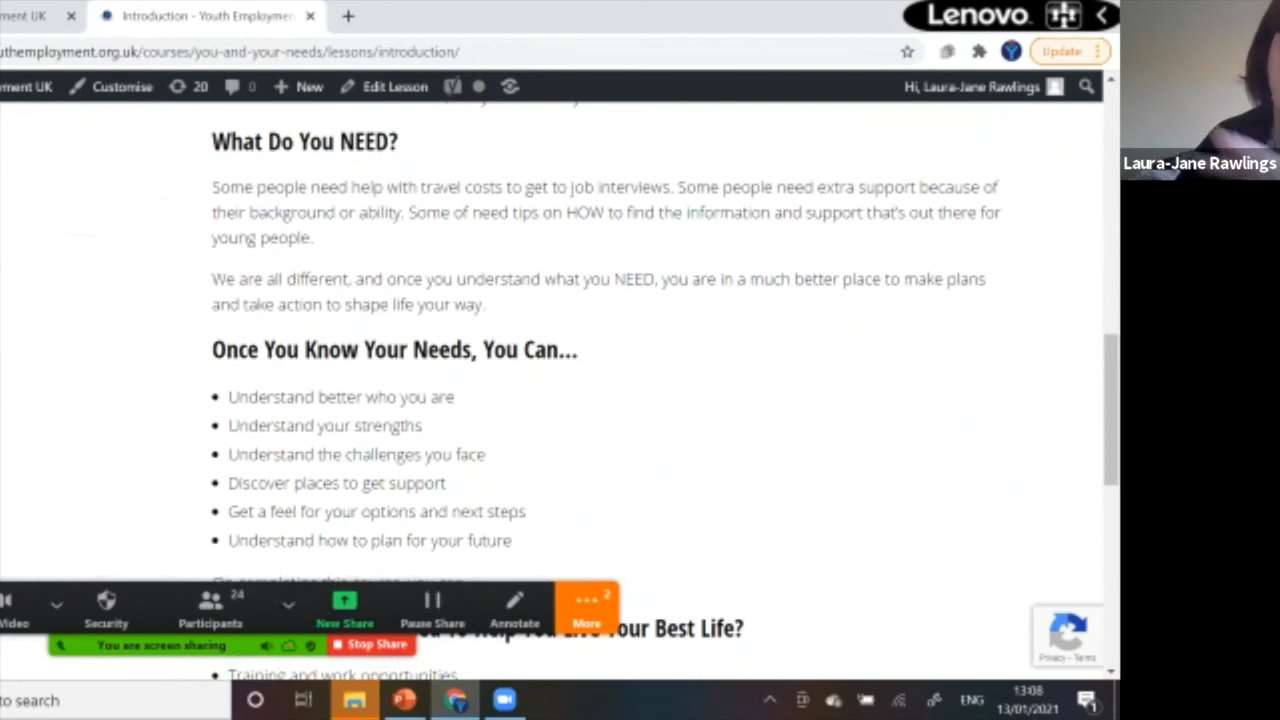 ment UK
Introduction - Youth Employmen
Lenovo
uthemployment.org.uk/courses/you-and-your-needs/lessons/introduction/
Update
ment UK
Customise
20
0
New
Edit Lesson
Hi, Laura-Jane Rawlings
Laura-Jane Rawlings
What Do You NEED?
Some people need help with travel costs to get to job interviews. Some people need extra support because of
their background or ability. Some of need tips on HOW to find the information and support that's out there for
young people.
We are all different, and once you understand what you NEED, you are in a much better place to make plans
and take action to shape life your way.
Once You Know Your Needs, You Can...
Understand better who you are
Understand your strengths
Understand the challenges you face
Discover places to get support
Get a feel for your options and next steps
Understand how to plan for your future
Video
Security
24
Participants
New Share
Pause Share
Annotate
2
More
Your Best Life?
You are screen sharing
Stop Share
Training and work opportunities
Privacy - Terms
to search
ENG
13:08
13/01/2021
1